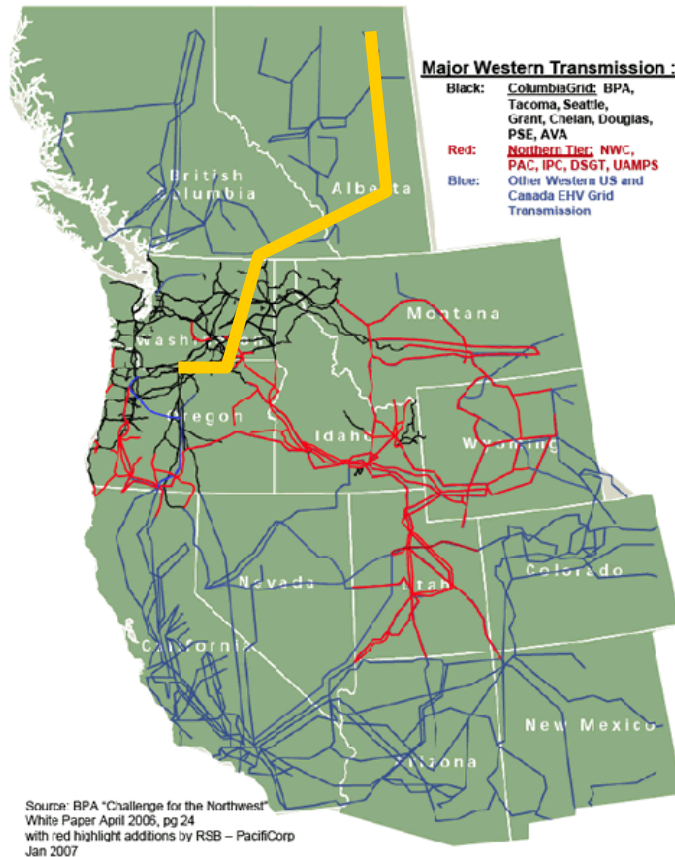 Major Western Transmission :
Black: ColumbiaGrid: BPA,
Tacoma, Seattle,
Grant, Chelan, Douglas,
PSE, AVA
Red: Northern Tier: NWC,
PAC, IPC, DSGT, UAMPS
Blue: Other Western US and
Canada EHV Grid
Transmission
British
Columbia
Alberta
Washington
Montana
Oregon
Idaho
Wyoming
Nevada
Utah
Colorado
California
Arizona
New Mexico
Source: BPA "Challenge for the Northwest"
White Paper April 2006, pg 24
with red highlight additions by RSB – PacifiCorp
Jan 2007